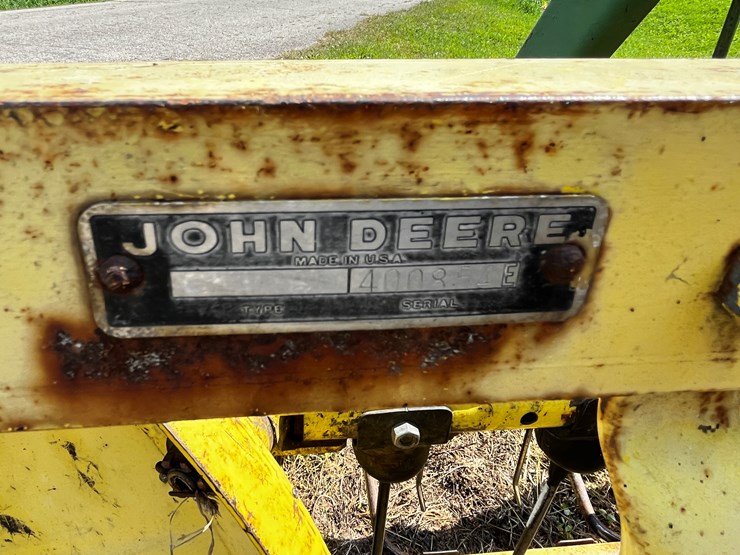 JOHN DEERE
MADE IN U.S.A.
E
TYPE SERIAL